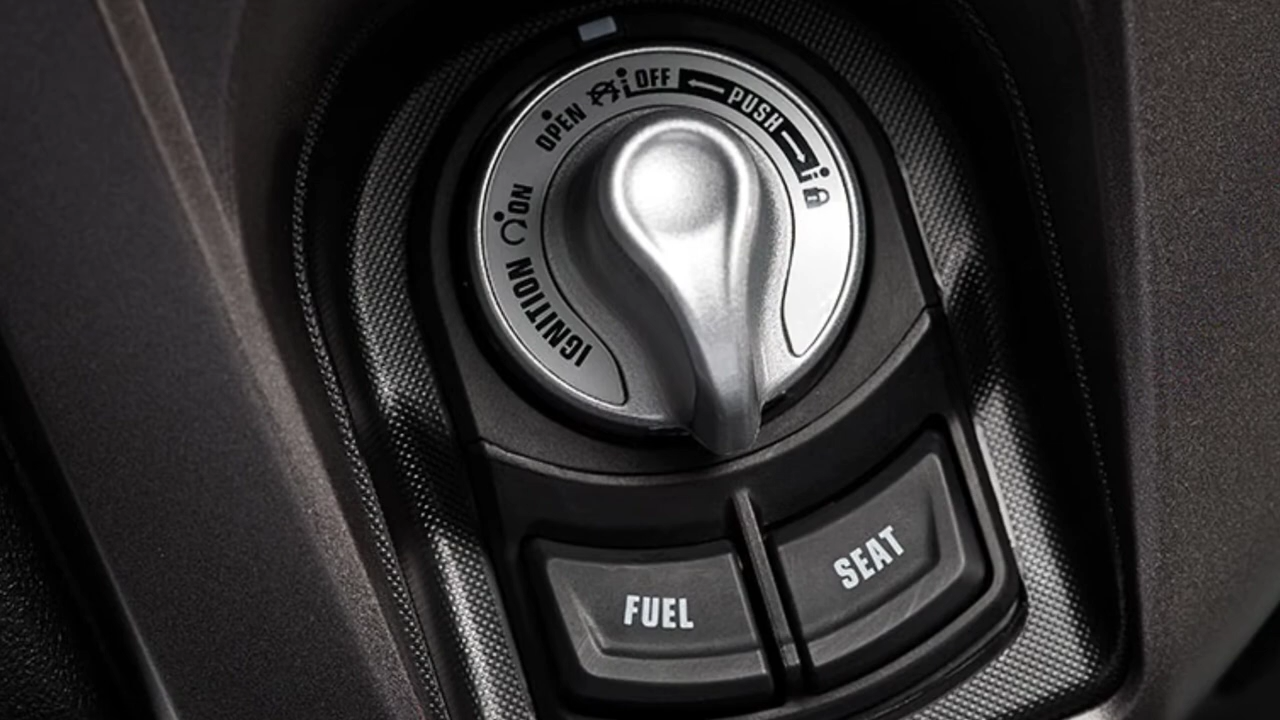 IGNITION
ON
OPEN
OFF
PUSH
FUEL
SEAT